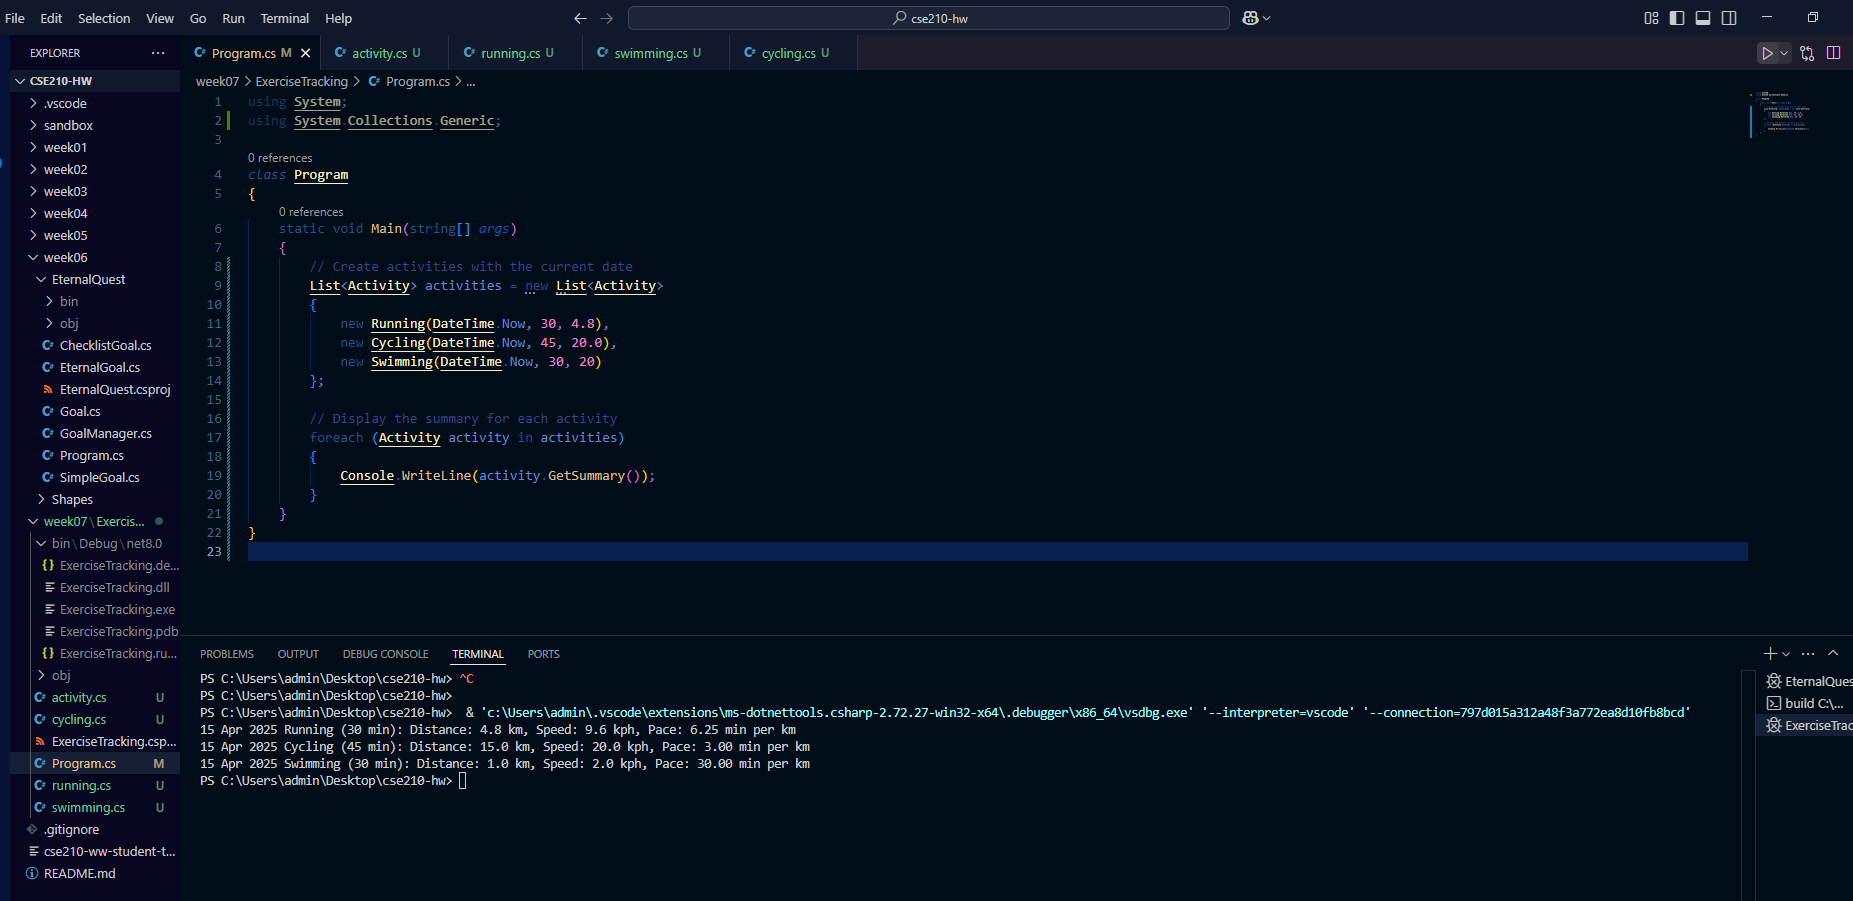 File Edit Selection View Go Run Terminal Help
cse210-hw
EXPLORER
CSE210-HW
.vscode
sandbox
week01
week02
week03
week04
week05
week06
EternalQuest
bin
obj
ChecklistGoal.cs
EternalGoal.cs
EternalQuest.csproj
Goal.cs
GoalManager.cs
Program.cs
SimpleGoal.cs
Shapes
week07\Exercis...
bin\Debug\net8.0
ExerciseTracking.de...
ExerciseTracking.dll
ExerciseTracking.exe
ExerciseTracking.pdb
ExerciseTracking.ru...
obj
activity.cs U
cycling.cs U
ExerciseTracking.csp...
Program.cs M
running.cs U
swimming.cs U
.gitignore
cse210-ww-student-t...
README.md
Program.cs M activity.cs U running.cs U swimming.cs U cycling.cs U
week07 > ExerciseTracking > Program.cs > ...
1 using System;
2 using System.Collections.Generic;
3
0 references
4 class Program
5 {
0 references
6 static void Main(string[] args)
7 {
8 // Create activities with the current date
9 List<Activity> activities = new List<Activity>
10 {
11 new Running(DateTime.Now, 30, 4.8),
12 new Cycling(DateTime.Now, 45, 20.0),
13 new Swimming(DateTime.Now, 30, 20)
14 };
15
16 // Display the summary for each activity
17 foreach (Activity activity in activities)
18 {
19 Console.WriteLine(activity.GetSummary());
20 }
21 }
22 }
23
PROBLEMS OUTPUT DEBUG CONSOLE TERMINAL PORTS
PS C:\Users\admin\Desktop\cse210-hw> ^C
PS C:\Users\admin\Desktop\cse210-hw>
PS C:\Users\admin\Desktop\cse210-hw> & 'c:\Users\admin\.vscode\extensions\ms-dotnettools.csharp-2.72.27-win32-x64\.debugger\x86_64\vsdbg.exe' '--interpreter=vscode' '--connection=797d015a312a48f3a772ea8d10fb8bcd'
15 Apr 2025 Running (30 min): Distance: 4.8 km, Speed: 9.6 kph, Pace: 6.25 min per km
15 Apr 2025 Cycling (45 min): Distance: 15.0 km, Speed: 20.0 kph, Pace: 3.00 min per km
15 Apr 2025 Swimming (30 min): Distance: 1.0 km, Speed: 2.0 kph, Pace: 30.00 min per km
PS C:\Users\admin\Desktop\cse210-hw>
EternalQues
build C:\...
ExerciseTrac